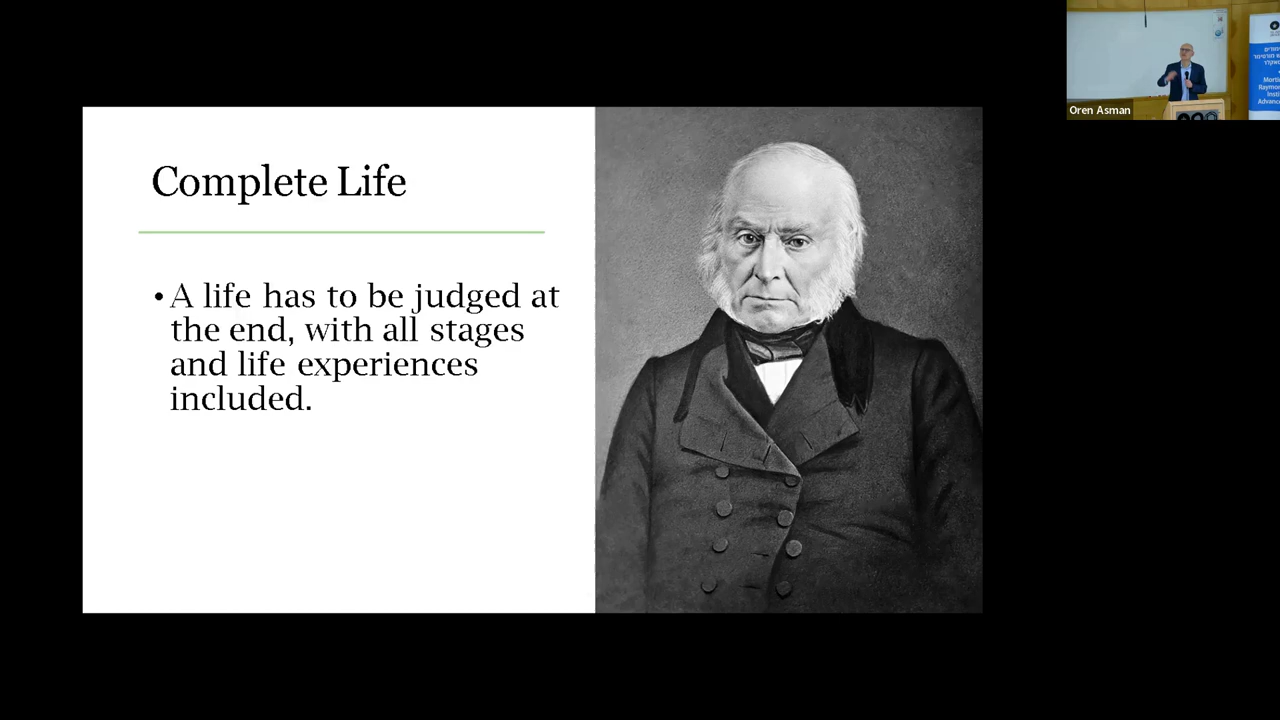 Complete Life
• A life has to be judged at
the end, with all stages
and life experiences
included.
Oren Asman